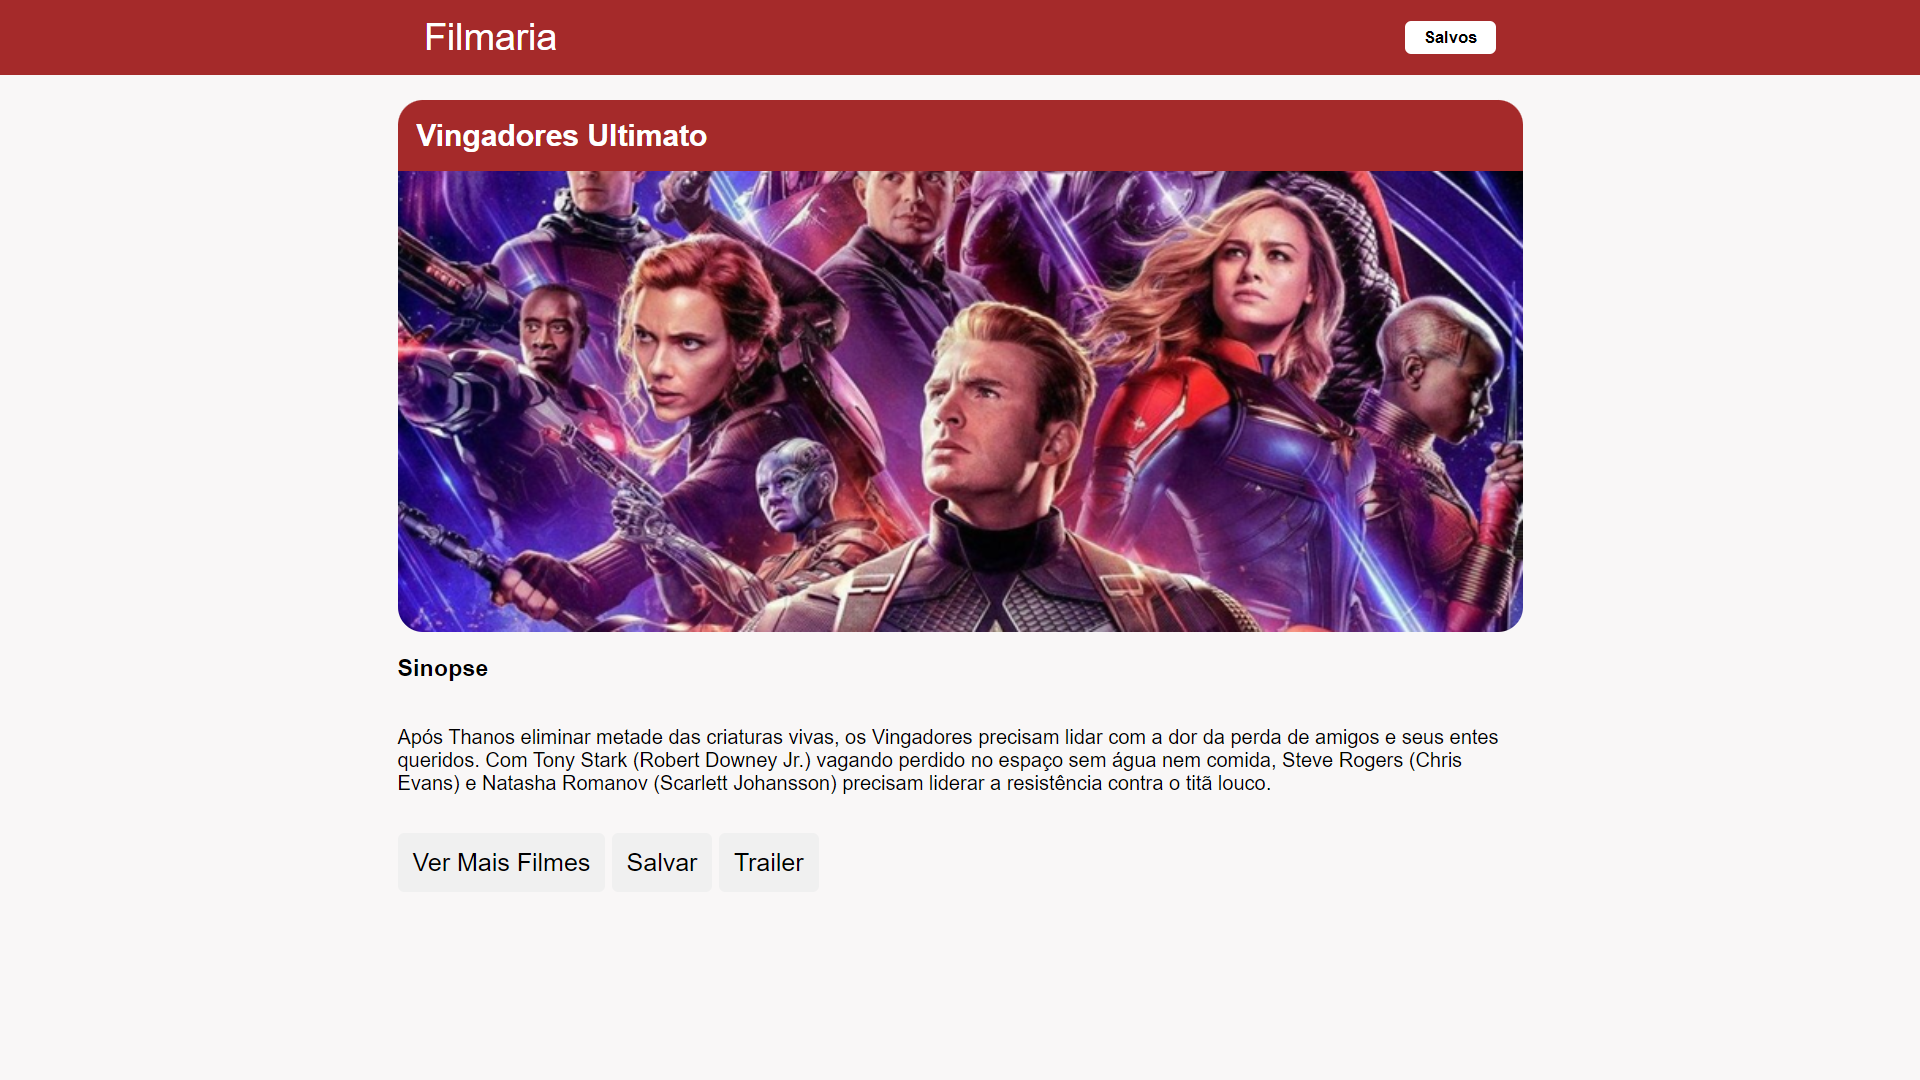 Filmaria
Salvos
Vingadores Ultimato
Sinopse
Após Thanos eliminar metade das criaturas vivas, os Vingadores precisam lidar com a dor da perda de amigos e seus entes
queridos. Com Tony Stark (Robert Downey Jr.) vagando perdido no espaço sem água nem comida, Steve Rogers (Chris
Evans) e Natasha Romanov (Scarlett Johansson) precisam liderar a resistência contra o titã louco.
Ver Mais Filmes
Salvar
Trailer